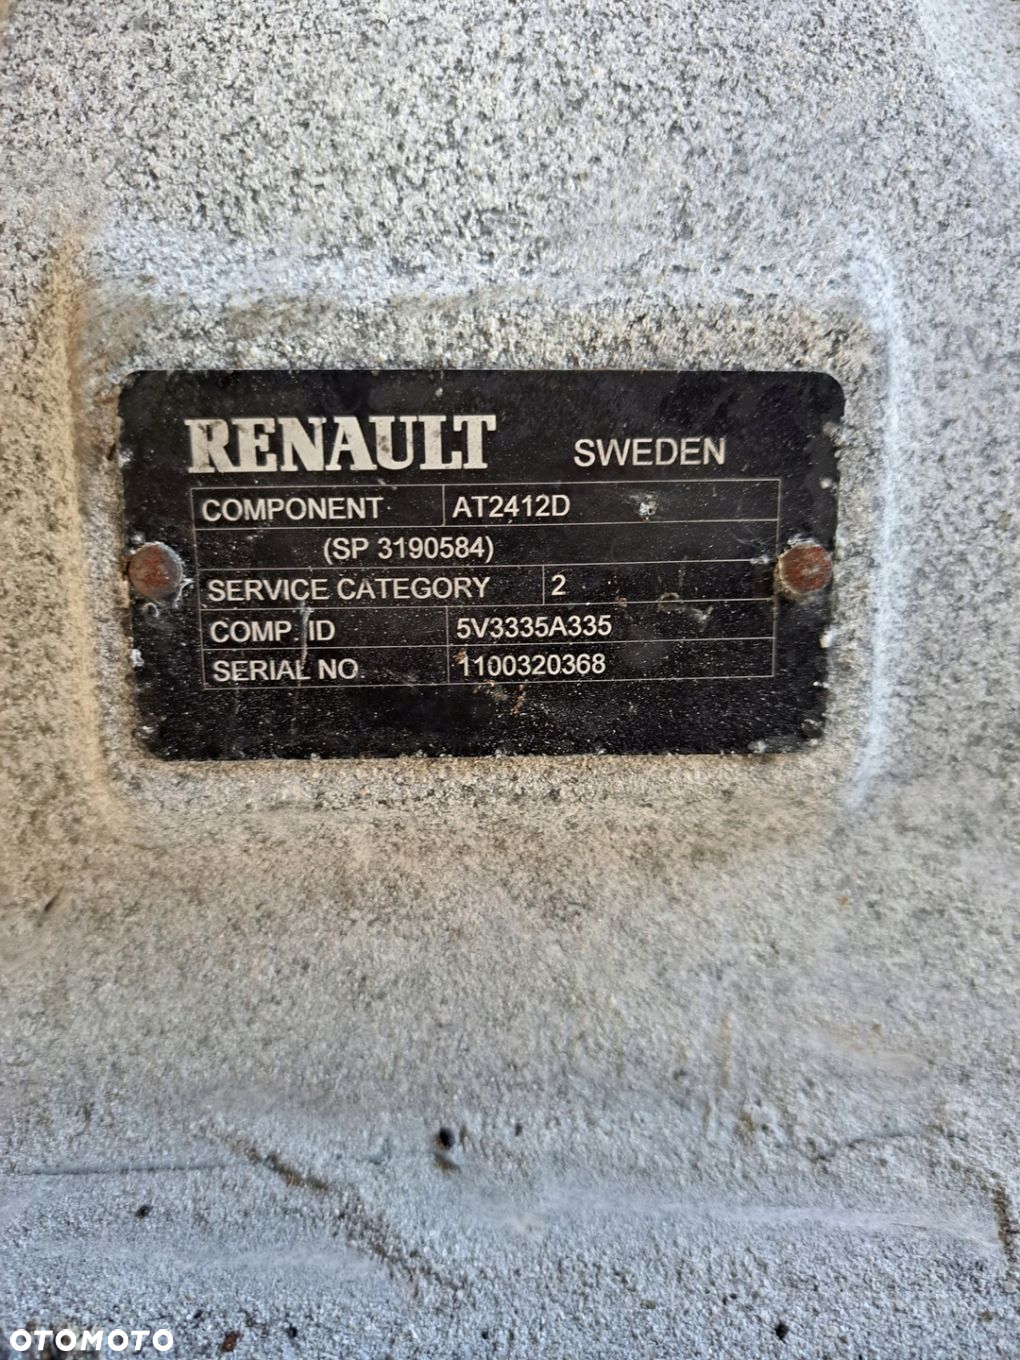 RENAULT SWEDEN
COMPONENT AT2412D
(SP 3190584)
SERVICE CATEGORY 2
COMP. ID 5V3335A335
SERIAL NO. 1100320368
OTOMOTO